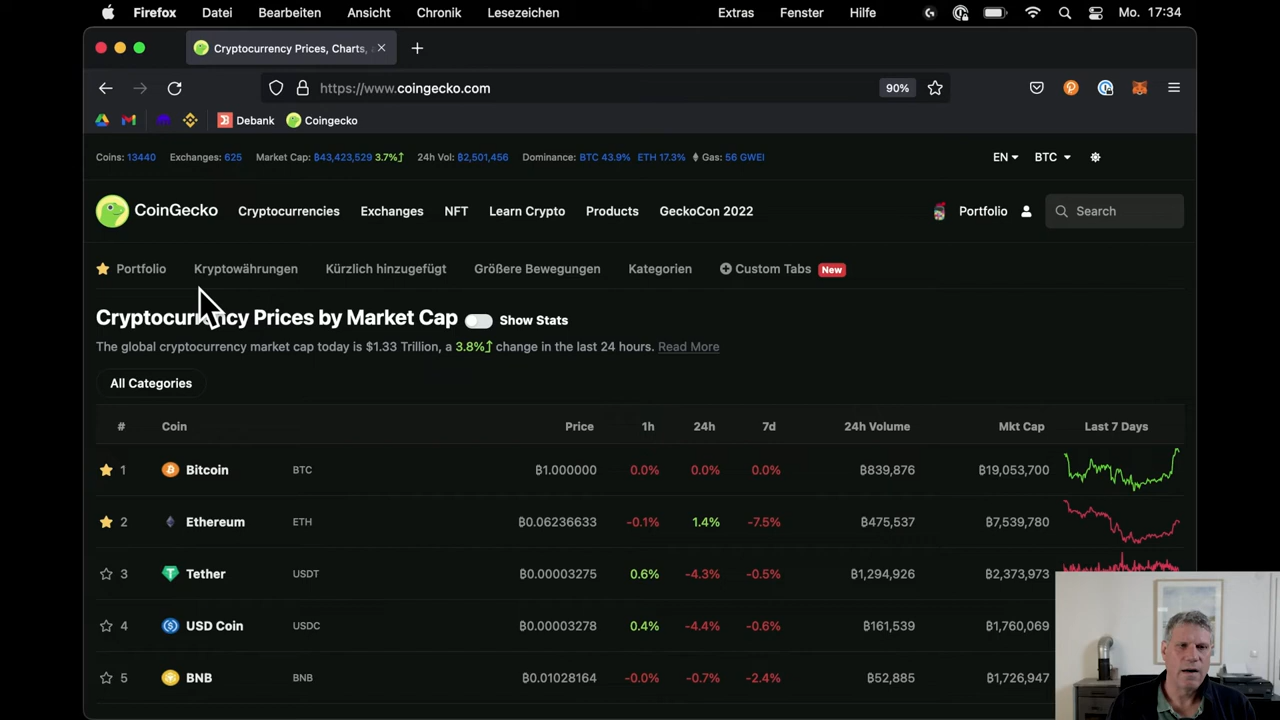 Firefox Datei Bearbeiten Ansicht Chronik Lesezeichen Extras Fenster Hilfe Mo. 17:34
Cryptocurrency Prices, Charts,
https://www.coingecko.com 90%
Debank Coingecko
Coins: 13440 Exchanges: 625 Market Cap: ₿43,423,529 3.7% 24h Vol: ₿2,501,456 Dominance: BTC 43.9% ETH 17.3% Gas: 56 GWEI EN BTC
CoinGecko Cryptocurrencies Exchanges NFT Learn Crypto Products GeckoCon 2022 Portfolio Search
Portfolio Kryptowährungen Kürzlich hinzugefügt Größere Bewegungen Kategorien Custom Tabs New
Cryptocurrency Prices by Market Cap Show Stats
The global cryptocurrency market cap today is $1.33 Trillion, a 3.8% change in the last 24 hours. Read More
All Categories
# Coin Price 1h 24h 7d 24h Volume Mkt Cap Last 7 Days
1 Bitcoin BTC ₿1.000000 0.0% 0.0% 0.0% ₿839,876 ₿19,053,700
2 Ethereum ETH ₿0.06236633 -0.1% 1.4% -7.5% ₿475,537 ₿7,539,780
3 Tether USDT ₿0.00003275 0.6% -4.3% -0.5% ₿1,294,926 ₿2,373,973
4 USD Coin USDC ₿0.00003278 0.4% -4.4% -0.6% ₿161,539 ₿1,760,069
5 BNB BNB ₿0.01028164 -0.0% -0.7% -2.4% ₿52,885 ₿1,726,947